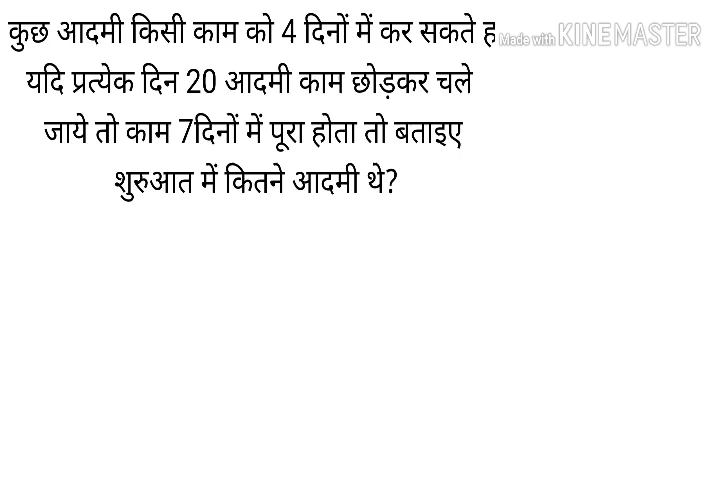 कुछ आदमी किसी काम को 4 दिनों में कर सकते ह
Made with KINEMASTER
यदि प्रत्येक दिन 20 आदमी काम छोड़कर चले
जाये तो काम 7दिनों में पूरा होता तो बताइए
शुरुआत में कितने आदमी थे?